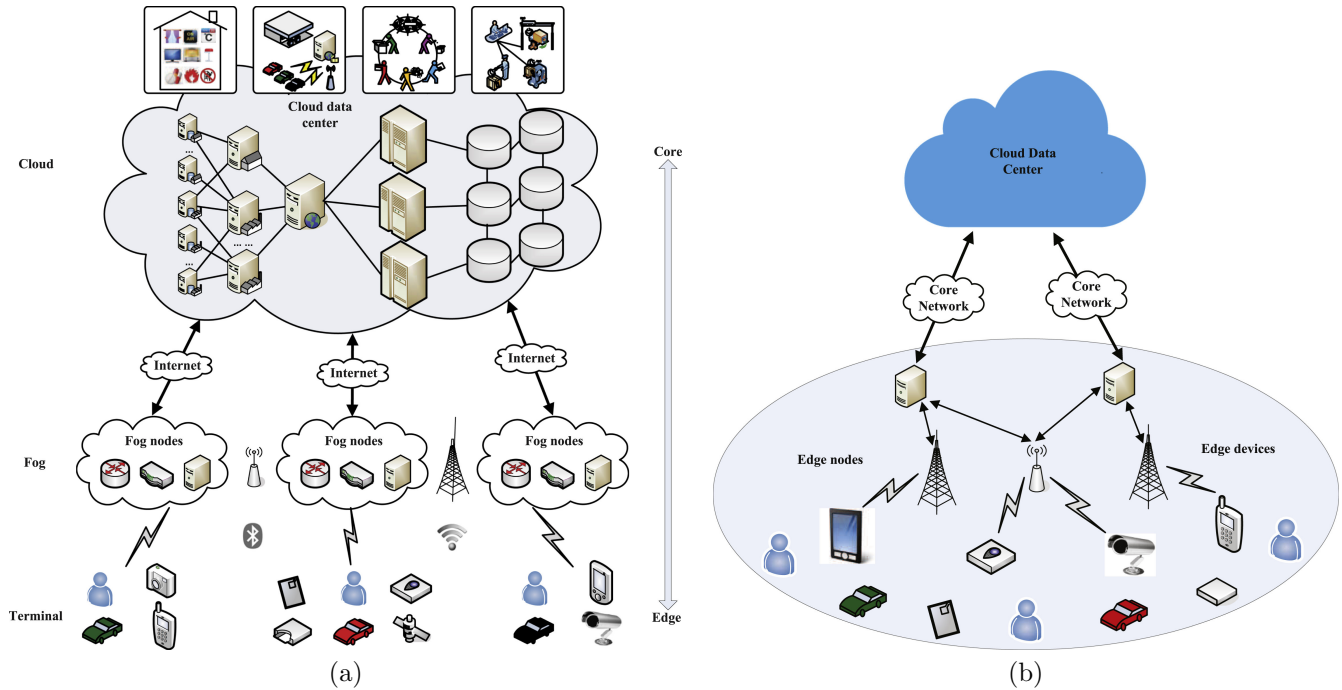 Cloud data
center
Cloud
...
...
... ...
Core
Internet
Internet
Internet
Fog nodes
Fog nodes
Fog nodes
Fog
Terminal
Edge
(a)
Cloud Data
Center
Core
Network
Core
Network
Edge nodes
Edge devices
(b)